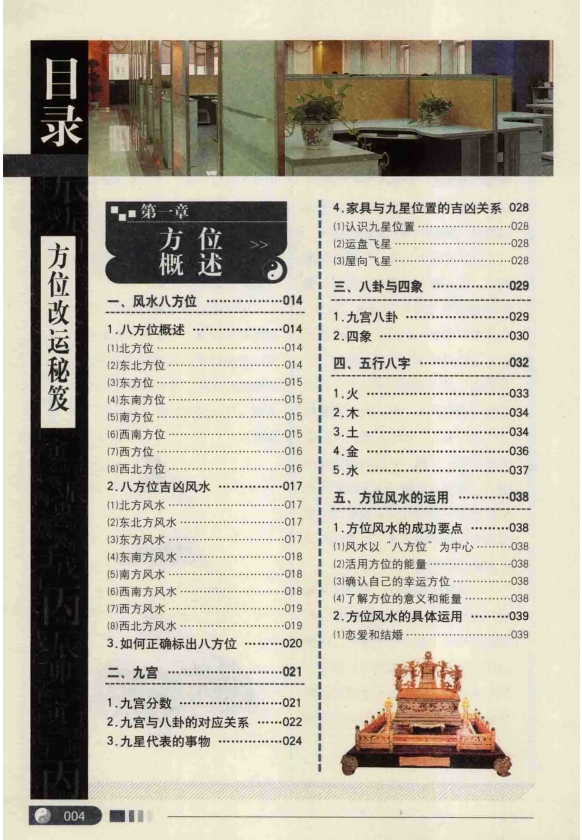 目录
方位改运秘笈
第一章
方位
概述
>>
一、风水八方位 ………………014
1.八方位概述 ………………014
(1)北方位………………014
(2)东北方位………………014
(3)东方位………………015
(4)东南方位………………015
(5)南方位………………015
(6)西南方位………………015
(7)西方位………………016
(8)西北方位………………016
2.八方位吉凶风水 …………017
(1)北方风水………………017
(2)东北方风水………………017
(3)东方风水………………017
(4)东南方风水………………018
(5)南方风水………………018
(6)西南方风水………………018
(7)西方风水………………019
(8)西北方风水………………019
3.如何正确标出八方位 ………020
二、九宫 ………………021
1.九宫分数 ………………021
2.九宫与八卦的对应关系 ……022
3.九星代表的事物 ……………024
4.家具与九星位置的吉凶关系 028
(1)认识九星位置………………028
(2)运盘飞星………………028
(3)屋向飞星………………028
三、八卦与四象 ………………029
1.九宫八卦 ………………029
2.四象 ………………030
四、五行八字 ………………032
1.火 ………………033
2.木 ………………034
3.土 ………………034
4.金 ………………036
5.水 ………………037
五、方位风水的运用 …………038
1.方位风水的成功要点 ………038
(1)风水以“八方位”为中心………038
(2)活用方位的能量………………038
(3)确认自己的幸运方位…………038
(4)了解方位的意义和能量………038
2.方位风水的具体运用 ………039
(1)恋爱和结婚………………039
004